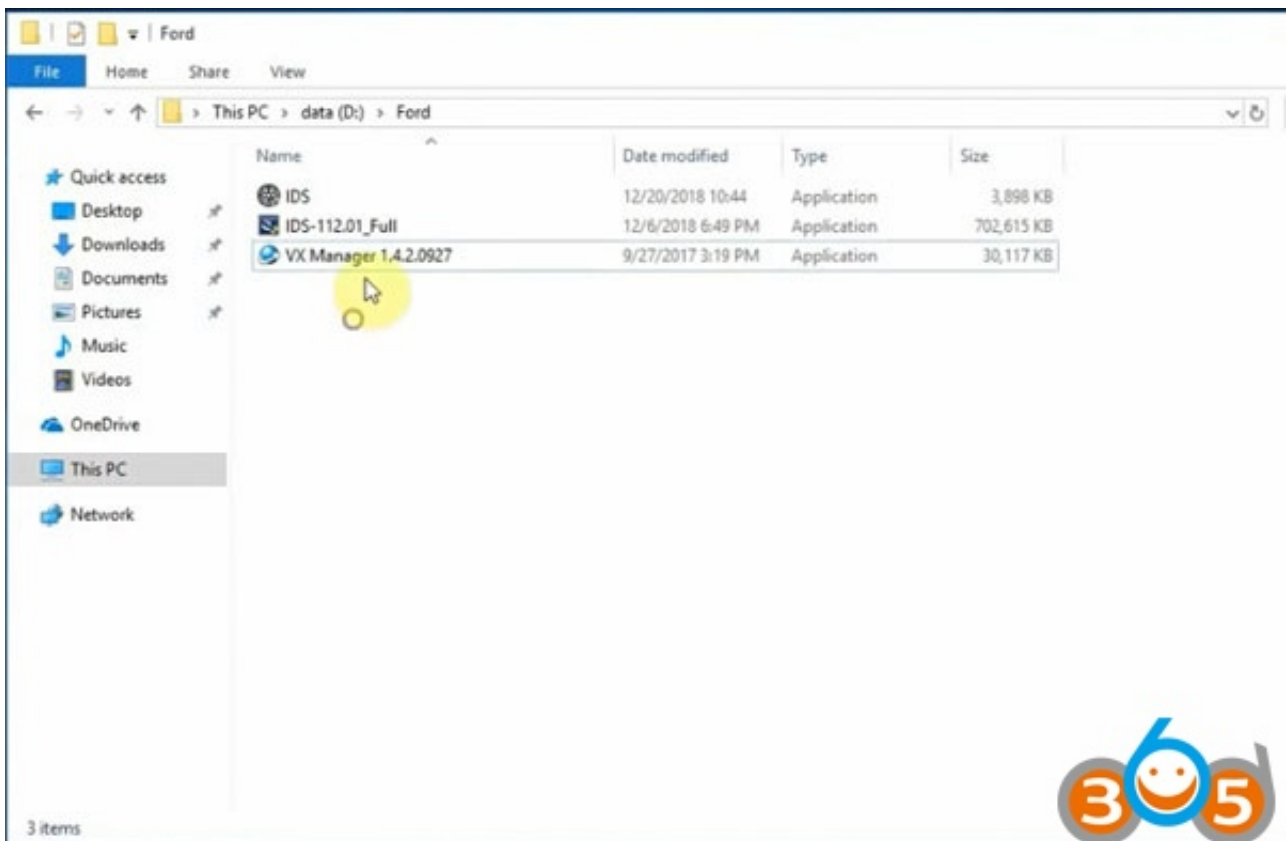 Ford
File Home Share View
This PC > data (D:) > Ford
Name Date modified Type Size
Quick access
Desktop
Downloads
Documents
Pictures
Music
Videos
OneDrive
This PC
Network
IDS 12/20/2018 10:44 Application 3,898 KB
IDS-112.01_Full 12/6/2018 6:49 PM Application 702,615 KB
VX Manager 1.4.2.0927 9/27/2017 3:19 PM Application 30,117 KB
3 items
365d